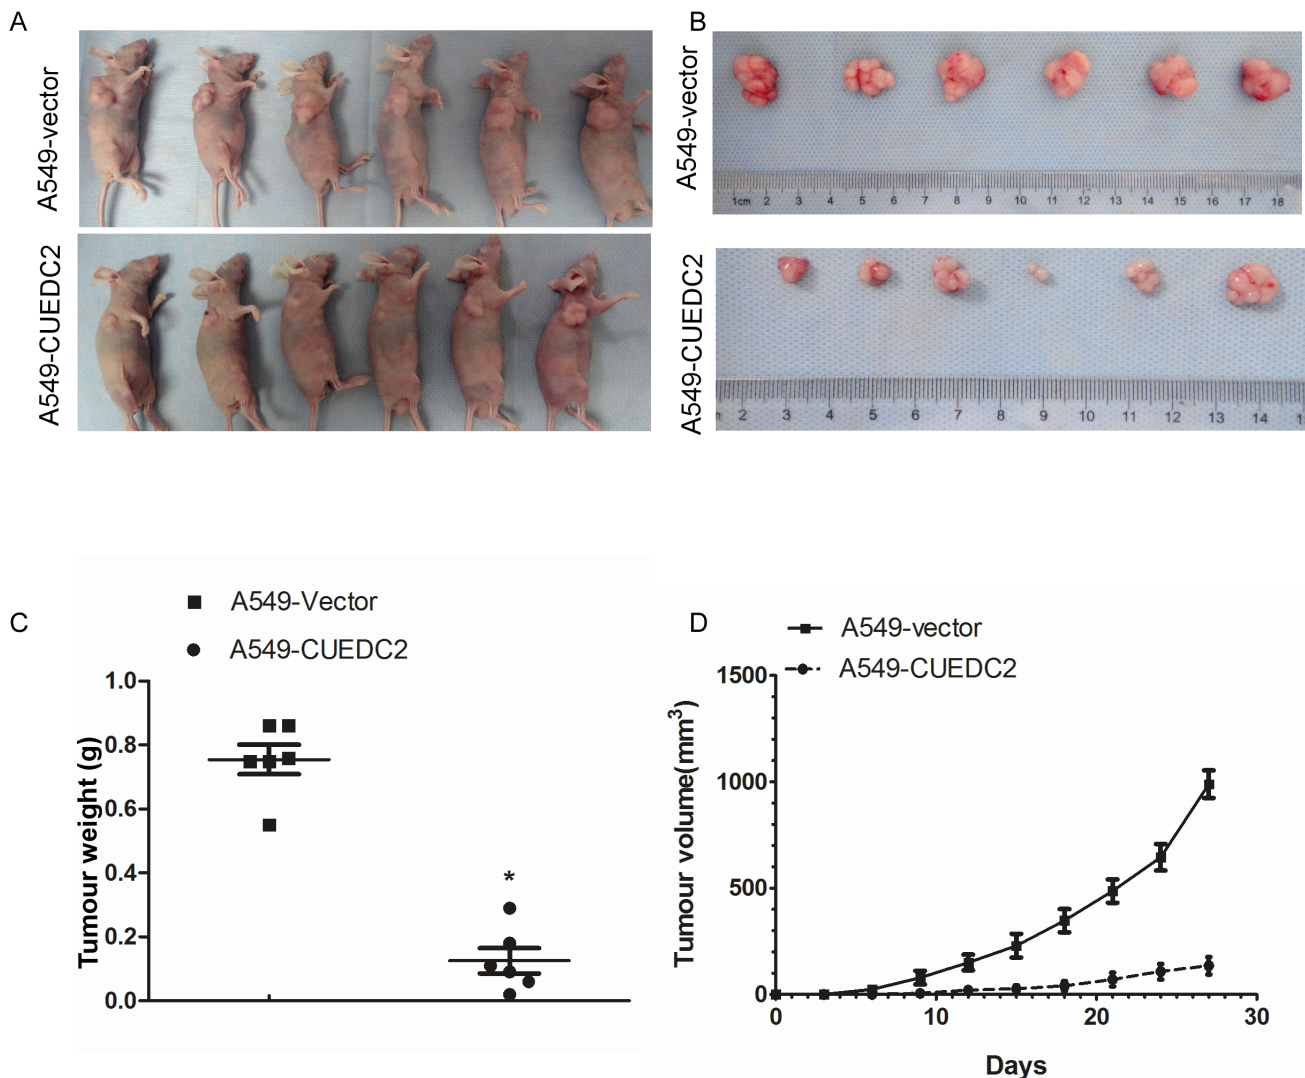 A
B
A549-vector
A549-CUEDC2
A549-vector
1cm 2 3 4 5 6 7 8 9 10 11 12 13 14 15 16 17 18
A549-CUEDC2
2 3 4 5 6 7 8 9 10 11 12 13 14
C
A549-Vector
A549-CUEDC2
Tumour weight (g)
1.0
0.8
0.6
0.4
0.2
0.0
*
D
A549-vector
A549-CUEDC2
Tumour volume(mm³)
1500
1000
500
0
0 10 20 30
Days